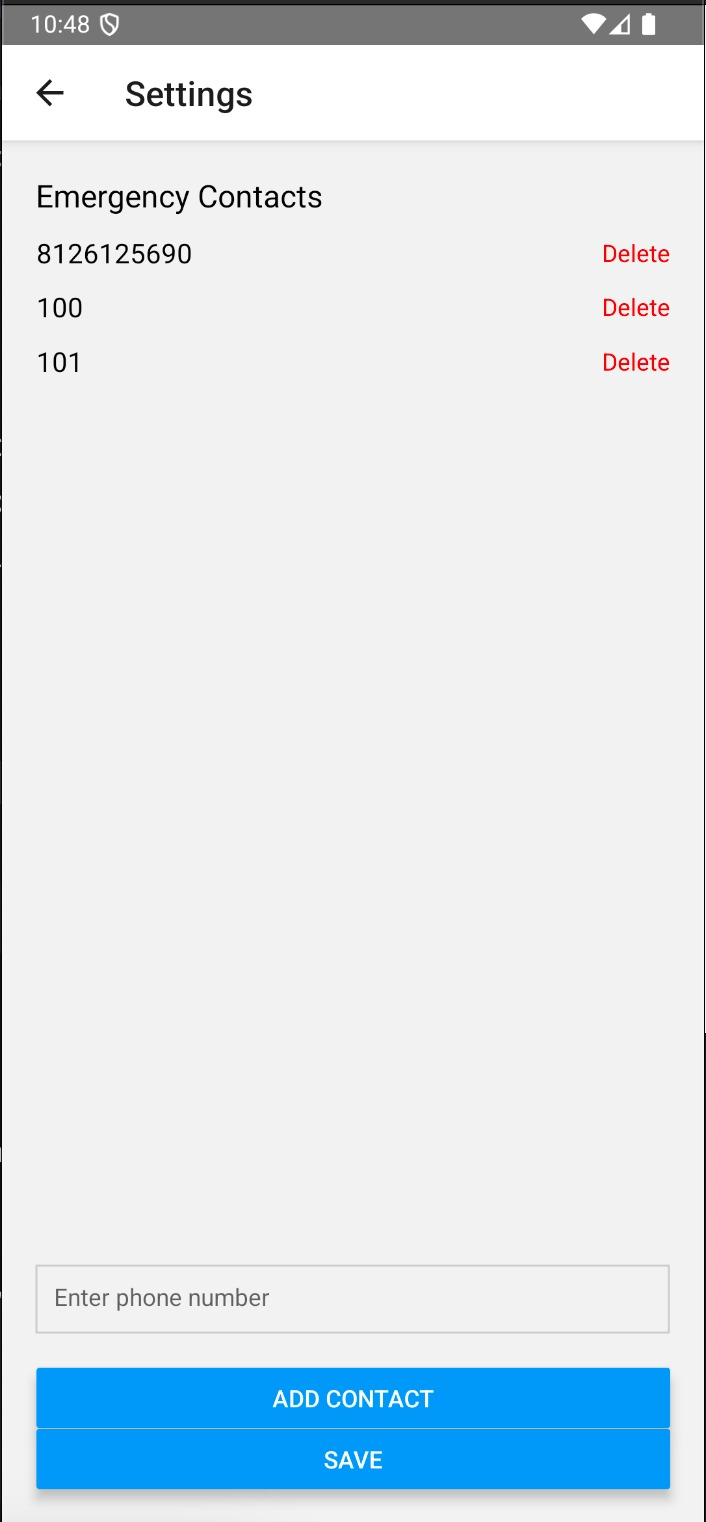 10:48
Settings
Emergency Contacts
8126125690 Delete
100 Delete
101 Delete
Enter phone number
ADD CONTACT
SAVE